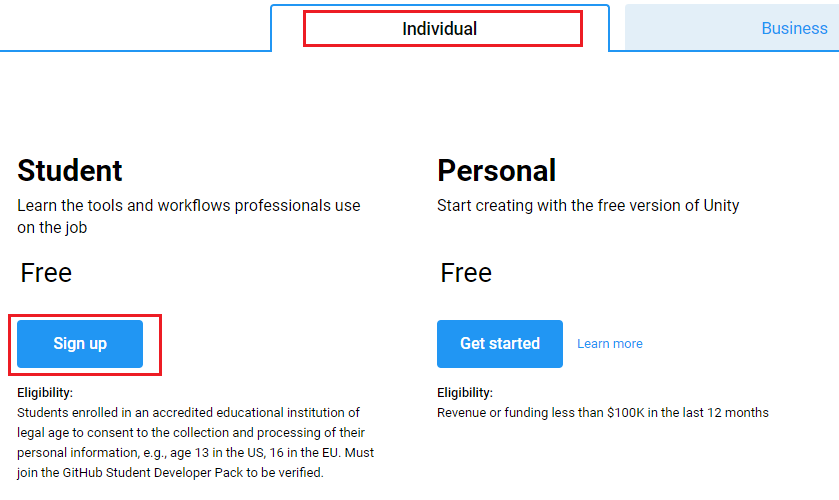 Individual
Business
Student
Learn the tools and workflows professionals use
on the job
Free
Sign up
Eligibility:
Students enrolled in an accredited educational institution of
legal age to consent to the collection and processing of their
personal information, e.g., age 13 in the US, 16 in the EU. Must
join the GitHub Student Developer Pack to be verified.
Personal
Start creating with the free version of Unity
Free
Get started
Learn more
Eligibility:
Revenue or funding less than $100K in the last 12 months